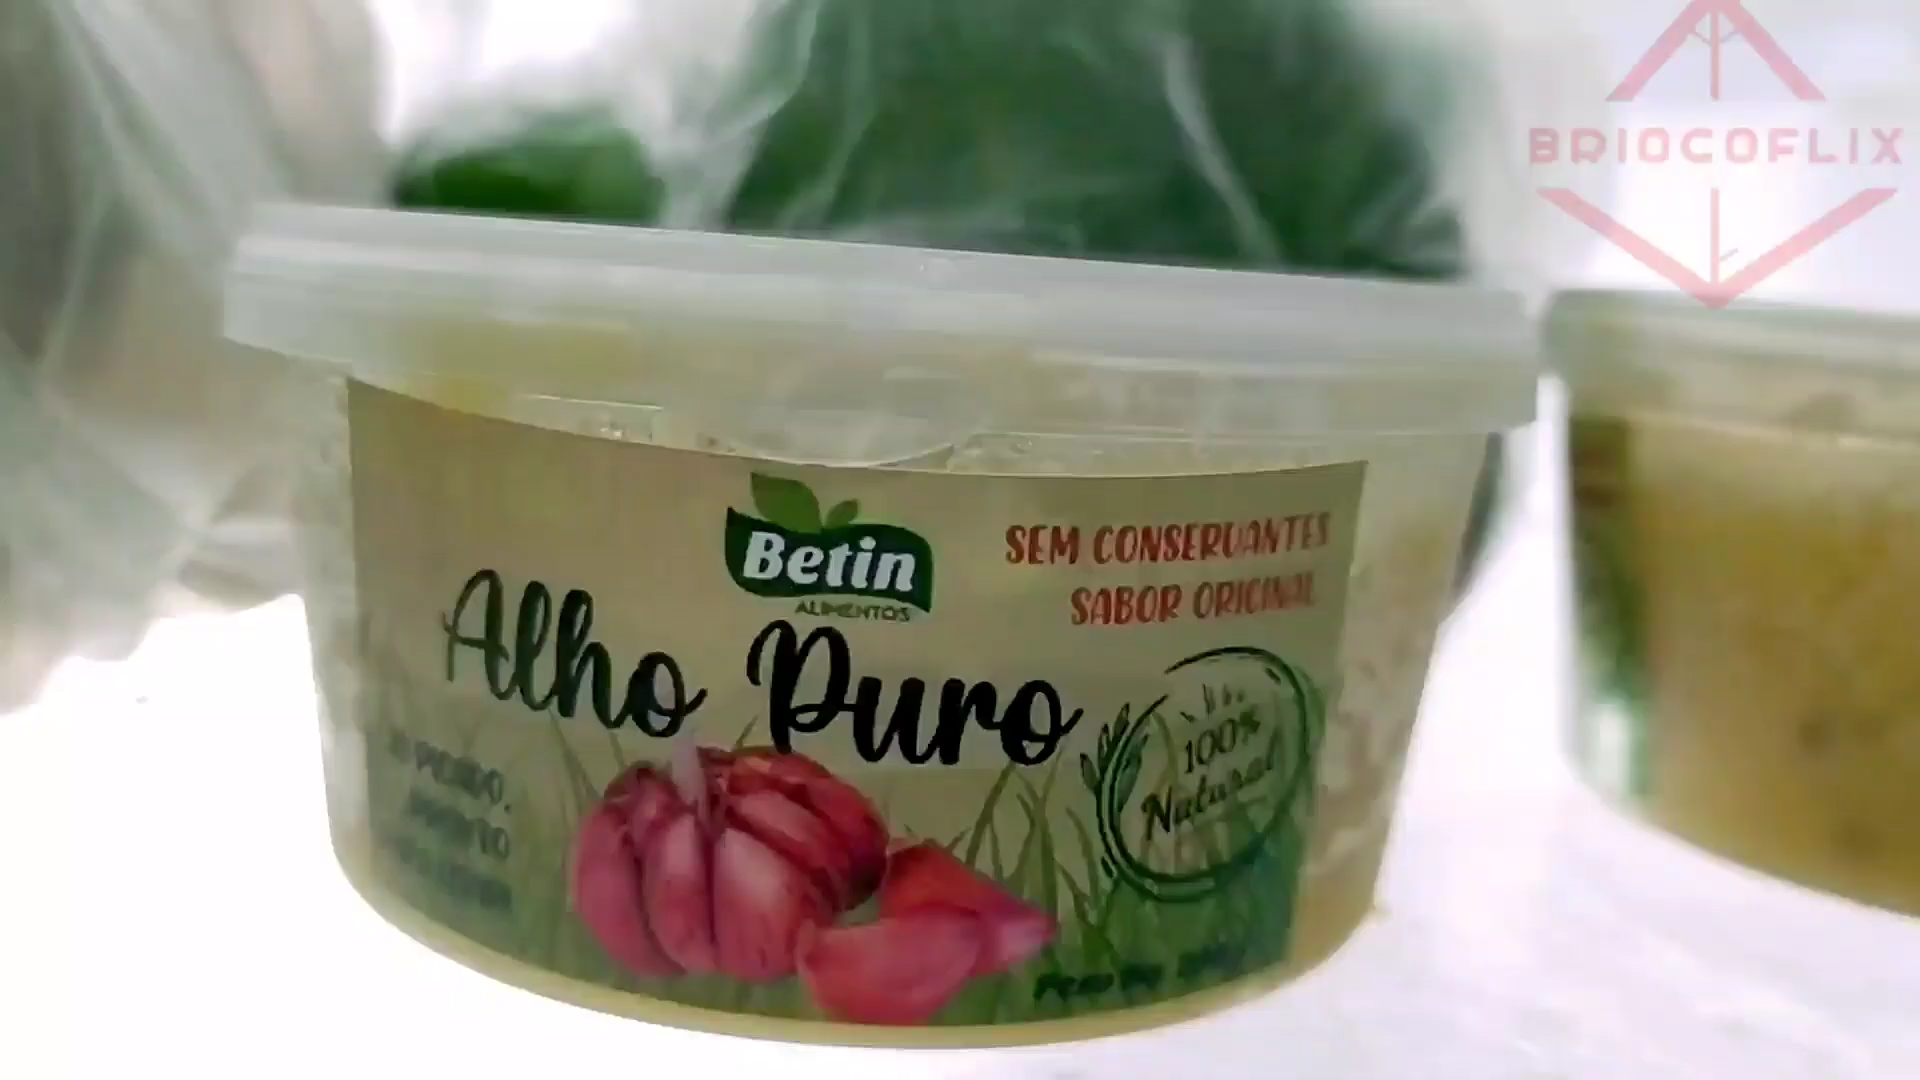 BRIOCOFLIX
Betin
ALIMENTOS
SEM CONSERVANTES
SABOR ORIGINAL
Alho Puro
100%
Natural